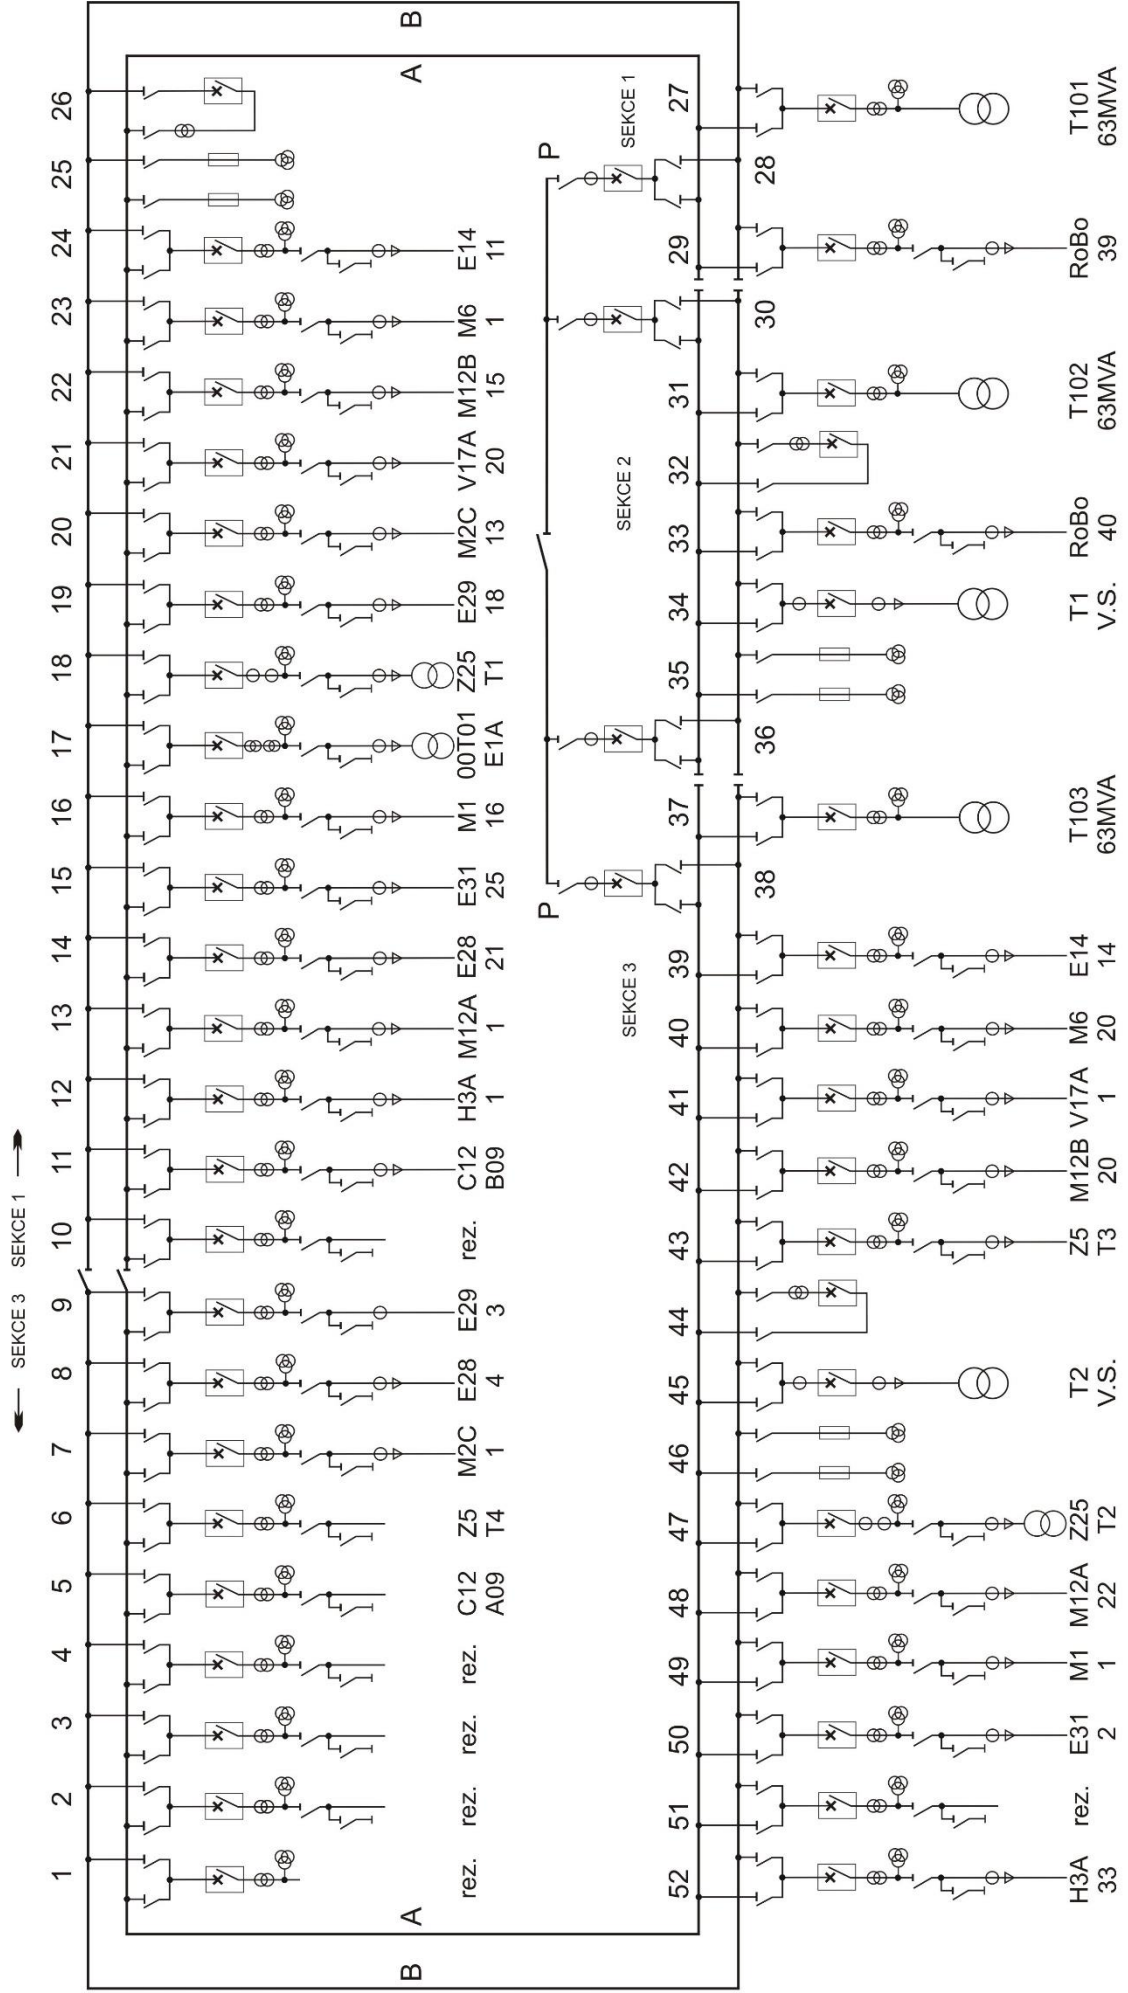 SEKCE 3 SEKCE 1
1 2 3 4 5 6 7 8 9 10 11 12 13 14 15 16 17 18 19 20 21 22 23 24 25 26
rez. rez. rez. rez. C12 Z5 M2C E28 E29 rez. C12 H3A M12A E28 E31 M1 00T01 Z25 E29 M2C V17A M12B M6 E14
A09 T4 1 4 3 B09 1 1 21 25 16 E1A T1 18 13 20 15 1 11
B A A B
P P
SEKCE 3 SEKCE 2 SEKCE 1
52 51 50 49 48 47 46 45 44 43 42 41 40 39 37 35 34 33 32 31 29 27
38 36 30 28
H3A rez. E31 M1 M12A Z25 T2 Z5 M12B V17A M6 E14 T103 T1 RoBo T102 RoBo T101
33 2 1 22 T2 V.S. T3 20 1 20 14 63MVA V.S. 40 63MVA 39 63MVA